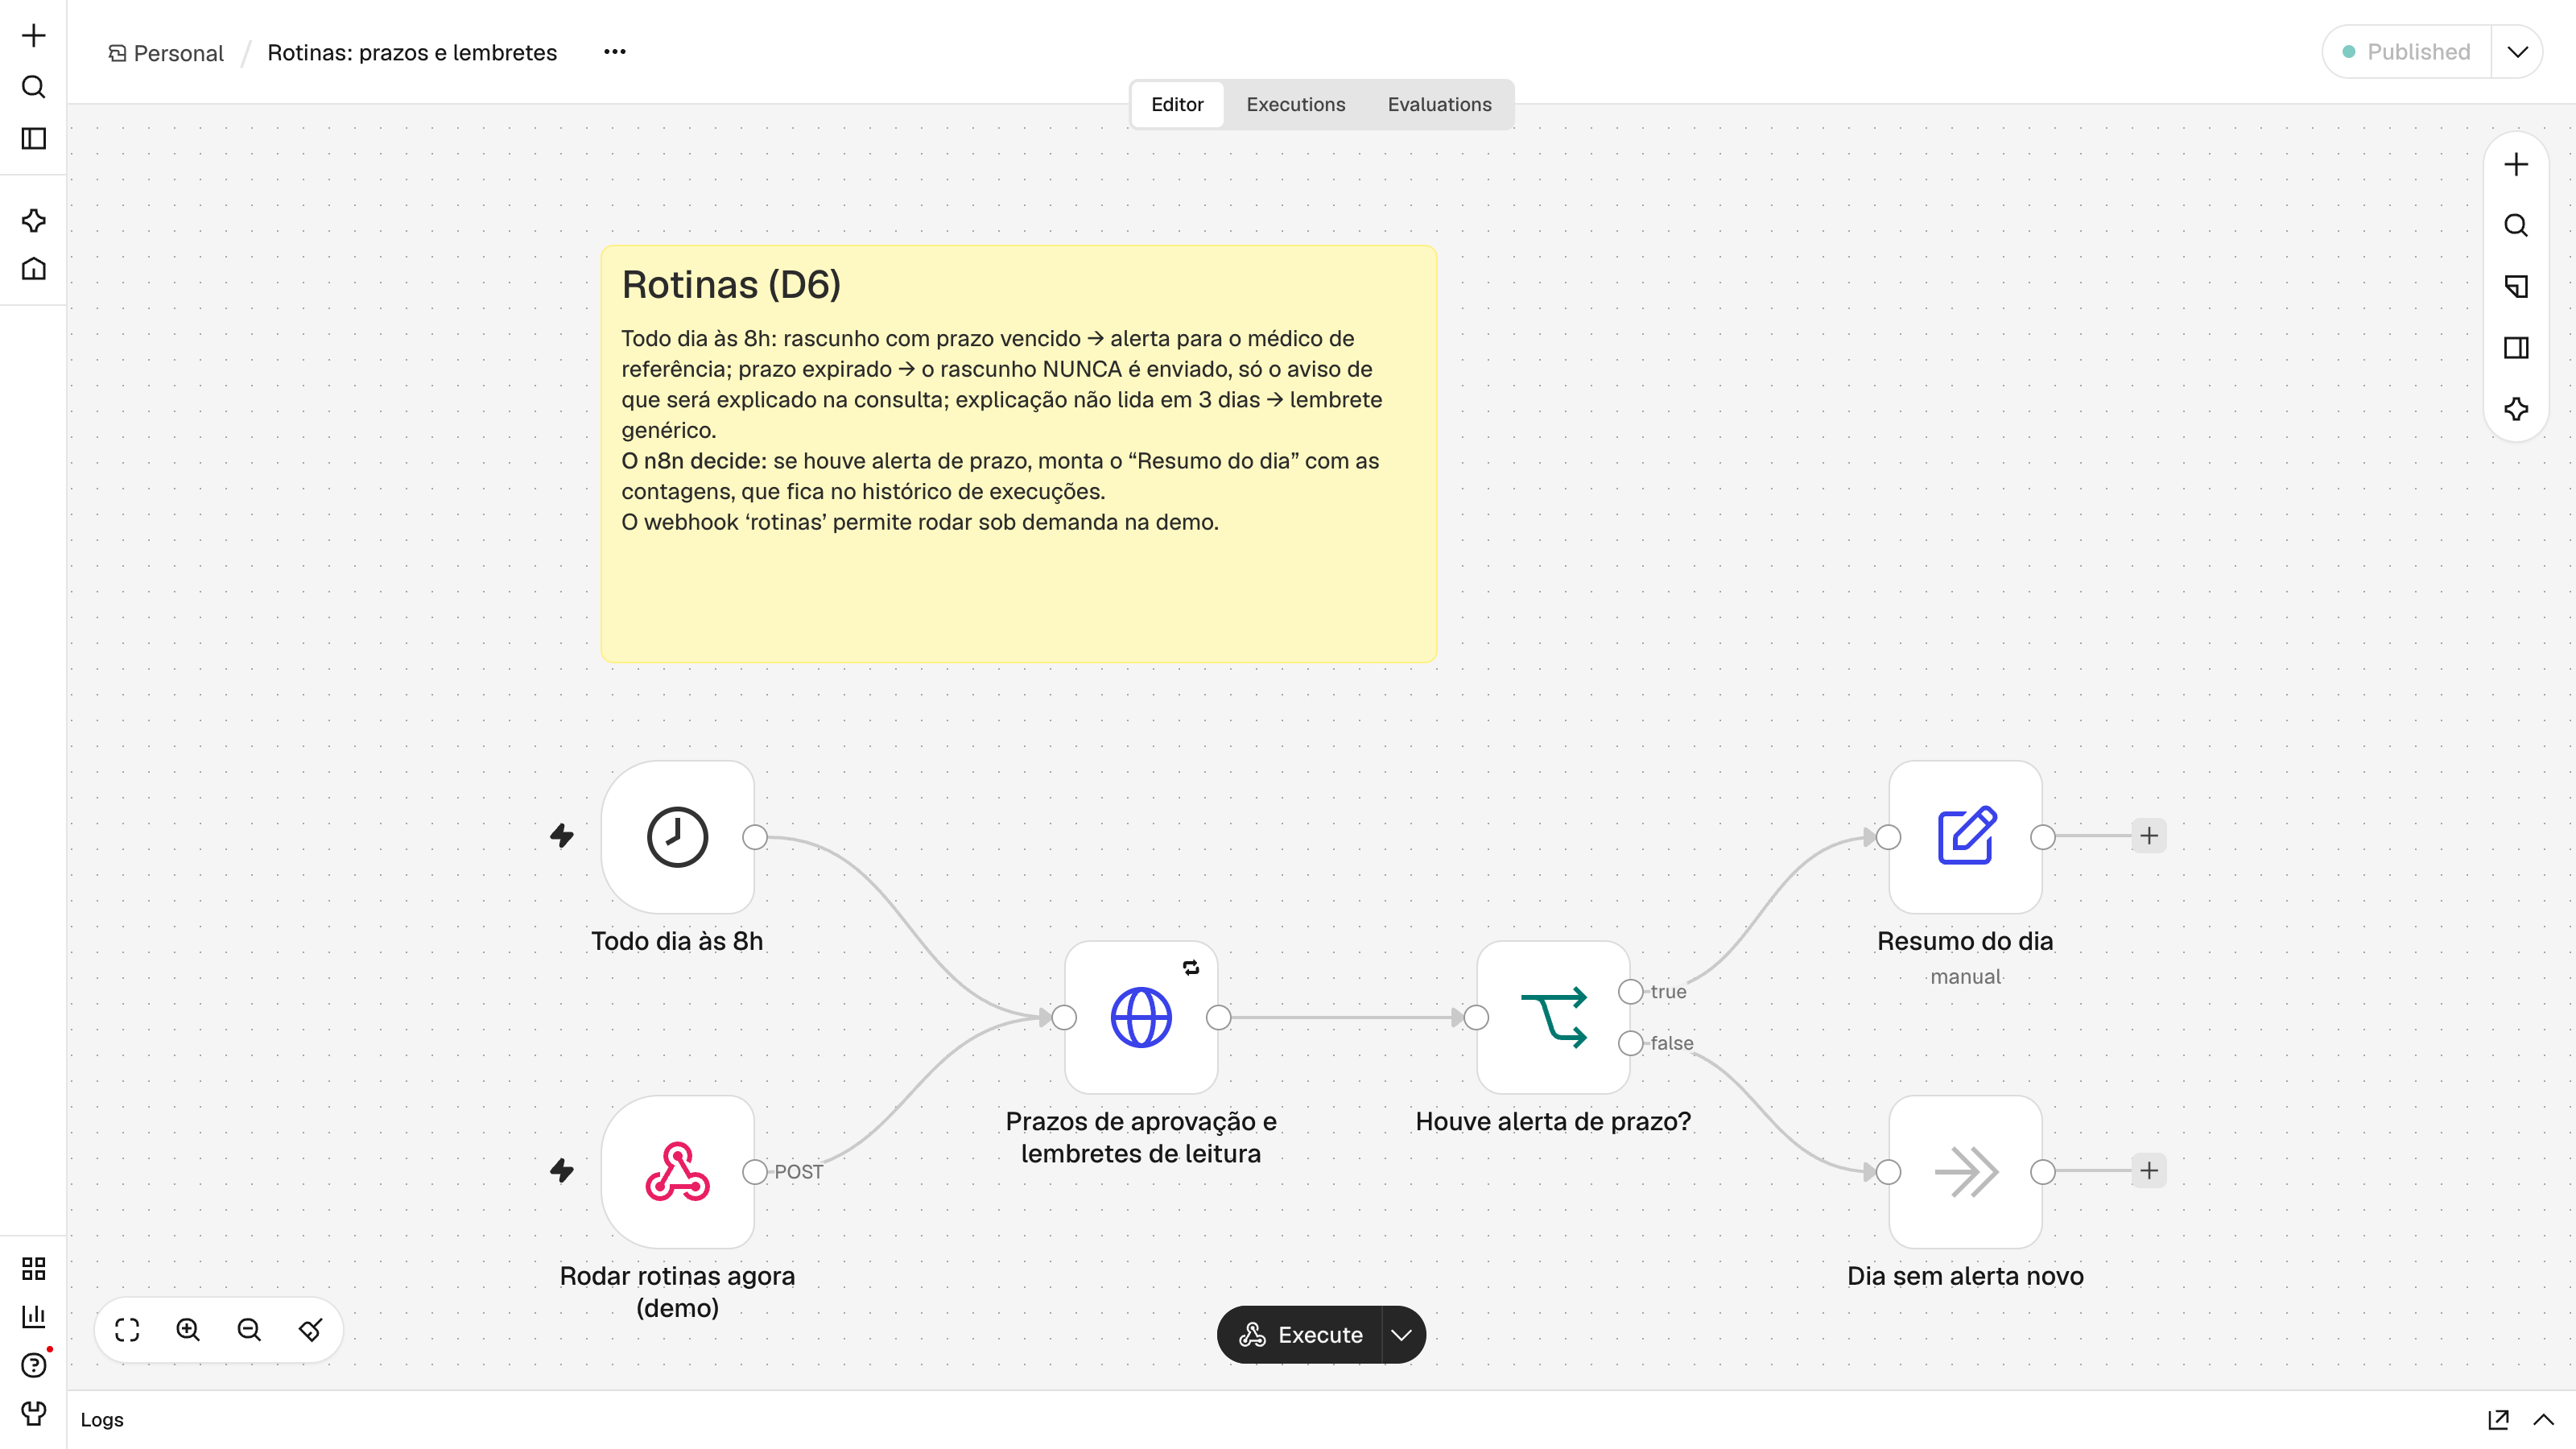 Personal / Rotinas: prazos e lembretes
Published
Editor Executions Evaluations
Rotinas (D6)
Todo dia às 8h: rascunho com prazo vencido → alerta para o médico de
referência; prazo expirado → o rascunho NUNCA é enviado, só o aviso de
que será explicado na consulta; explicação não lida em 3 dias → lembrete
genérico.
O n8n decide: se houve alerta de prazo, monta o “Resumo do dia” com as
contagens, que fica no histórico de execuções.
O webhook ‘rotinas’ permite rodar sob demanda na demo.
Todo dia às 8h
POST
Rodar rotinas agora
(demo)
Prazos de aprovação e
lembretes de leitura
true
false
Houve alerta de prazo?
Resumo do dia
manual
Dia sem alerta novo
Execute
Logs